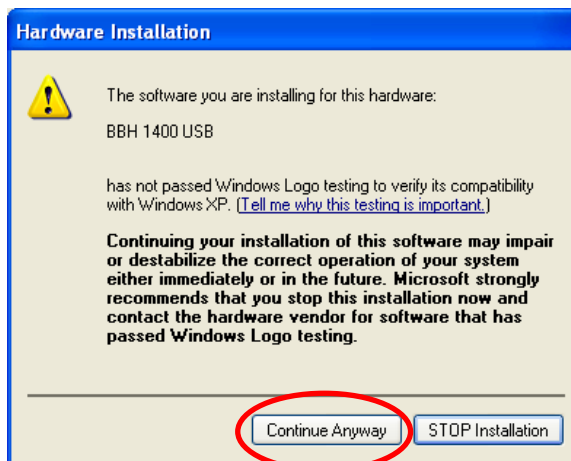 Hardware Installation
The software you are installing for this hardware:
BBH 1400 USB
has not passed Windows Logo testing to verify its compatibility
with Windows XP. (Tell me why this testing is important.)
Continuing your installation of this software may impair
or destabilize the correct operation of your system
either immediately or in the future. Microsoft strongly
recommends that you stop this installation now and
contact the hardware vendor for software that has
passed Windows Logo testing.
Continue Anyway
STOP Installation